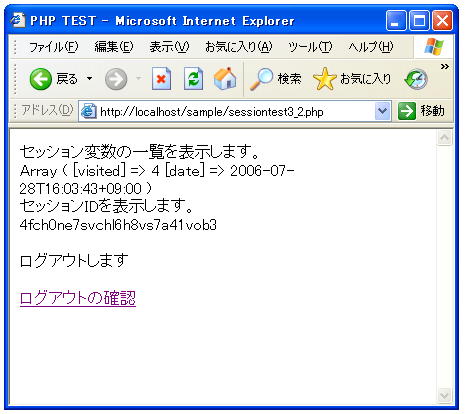 PHP TEST - Microsoft Internet Explorer
ファイル(F) 編集(E) 表示(V) お気に入り(A) ツール(T) ヘルプ(H)
戻る 検索 お気に入り
アドレス(D) http://localhost/sample/sessiontest3_2.php 移動
セッション変数の一覧を表示します。
Array ( [visited] => 4 [date] => 2006-07-
28T16:03:43+09:00 )
セッションIDを表示します。
4fch0ne7svchl6h8vs7a41vob3
ログアウトします
ログアウトの確認